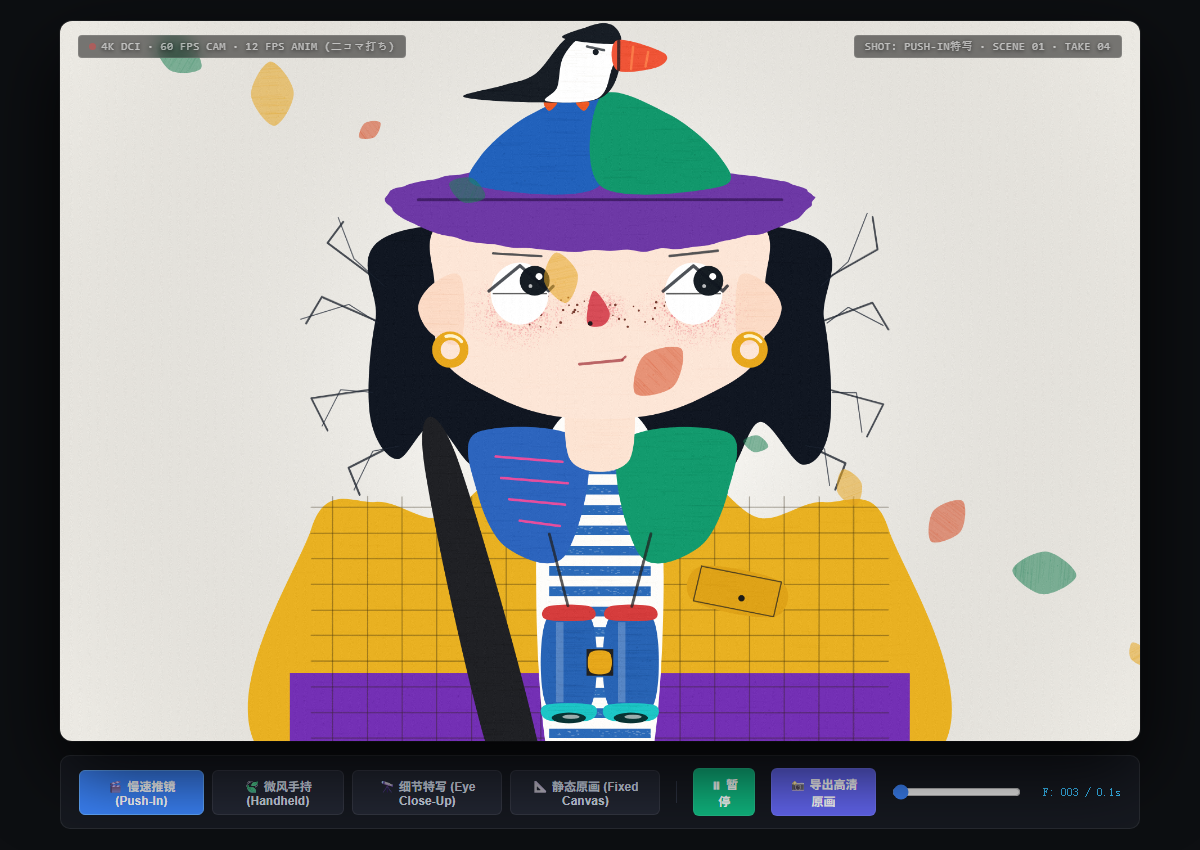 4K DCI · 60 FPS CAM · 12 FPS ANIM (二コマ打ち)
SHOT: PUSH-IN特写 · SCENE 01 · TAKE 04
慢速推镜
(Push-In)
微风手持
(Handheld)
细节特写 (Eye
Close-Up)
静态原画 (Fixed
Canvas)
暂
停
导出高清
原画
F: 003 / 0.1s